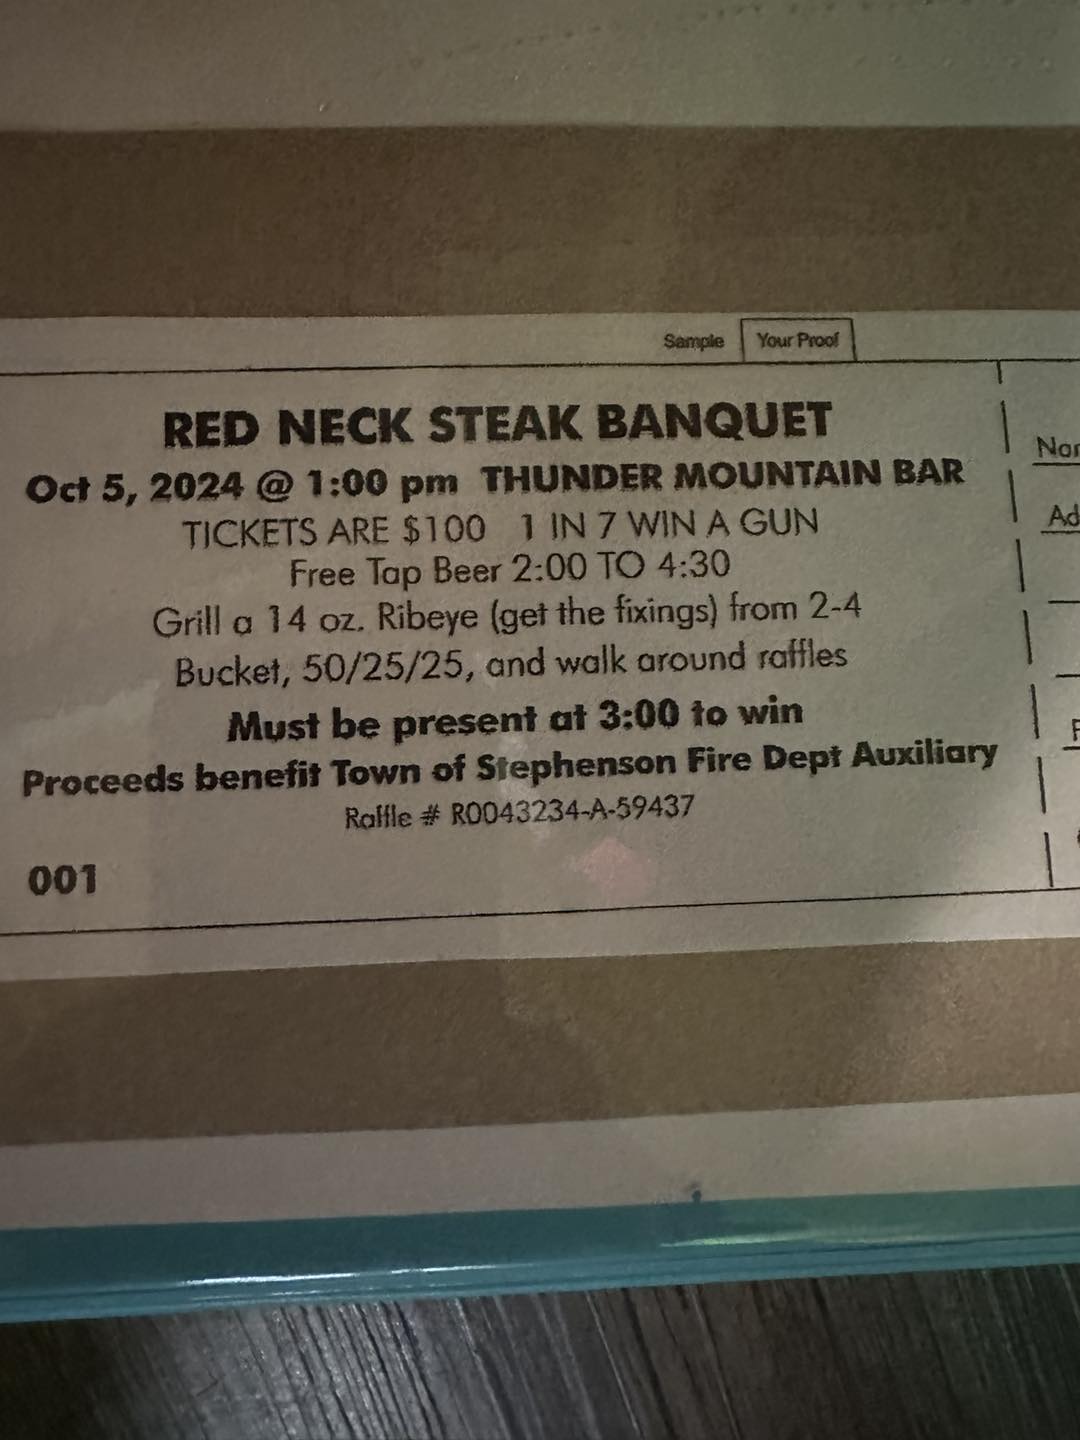 Sample Your Proof
RED NECK STEAK BANQUET
Oct 5, 2024 @ 1:00 pm THUNDER MOUNTAIN BAR
TICKETS ARE $100 1 IN 7 WIN A GUN
Free Tap Beer 2:00 TO 4:30
Grill a 14 oz. Ribeye (get the fixings) from 2-4
Bucket, 50/25/25, and walk around raffles
Must be present at 3:00 to win
Proceeds benefit Town of Stephenson Fire Dept Auxiliary
Raffle # R0043234-A-59437
001